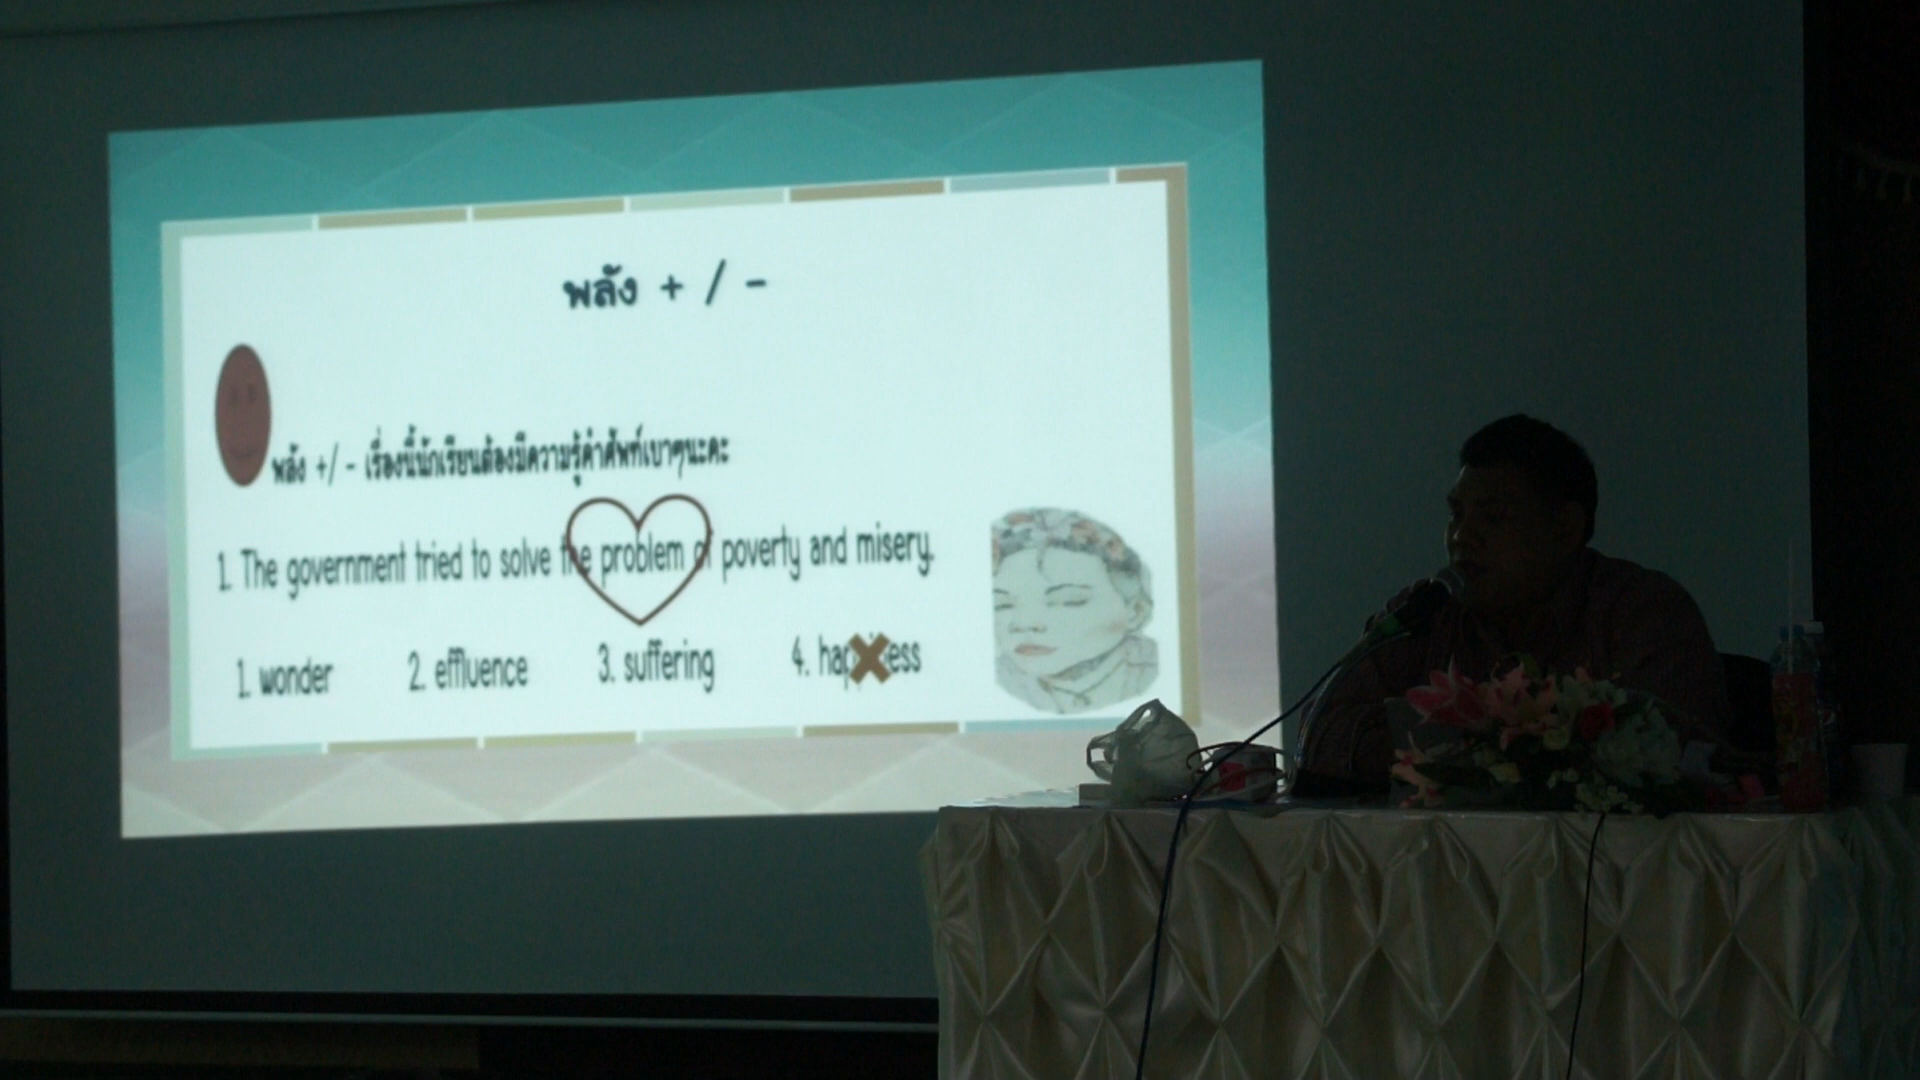 พลัง + / -
พลัง +/ - เรื่องนี้นักเรียนต้องมีความรู้คำศัพท์เบาๆนะคะ
1. The government tried to solve the problem of poverty and misery.
1. wonder 2. effluence 3. suffering 4. happiness